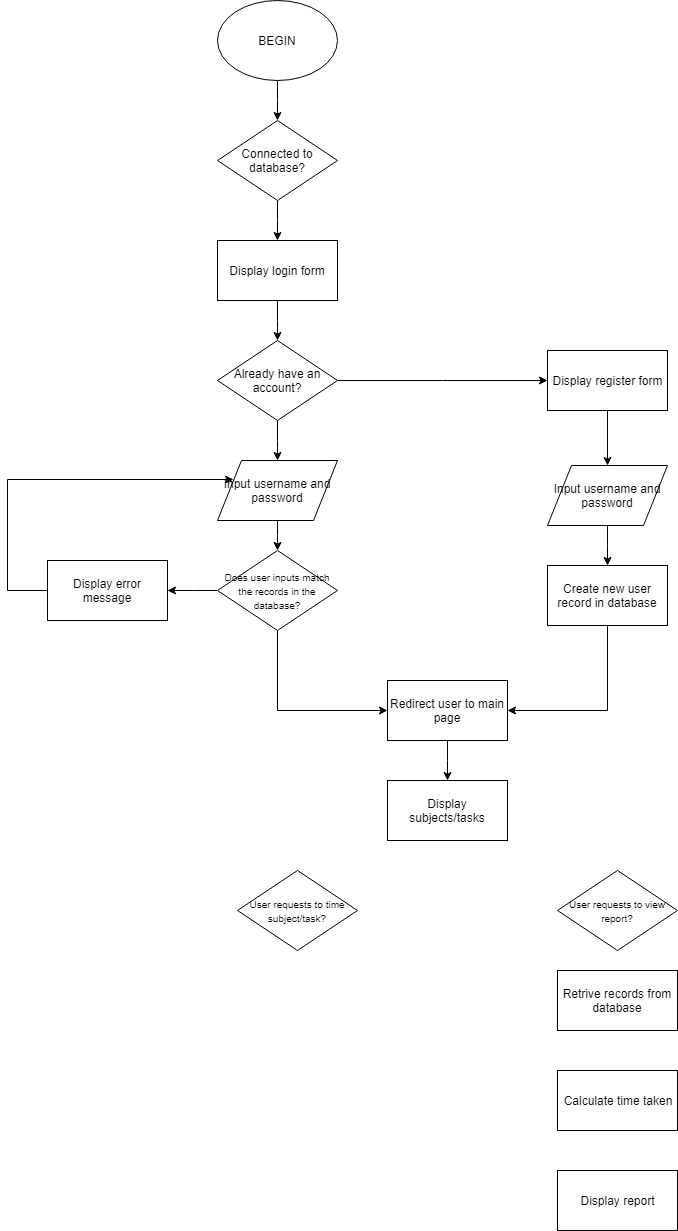 BEGIN
Connected to
database?
Display login form
Already have an
account?
Display register form
Input username and
password
Input username and
password
Does user inputs match
the records in the
database?
Display error
message
Create new user
record in database
Redirect user to main
page
Display
subjects/tasks
User requests to time
subject/task?
User requests to view
report?
Retrive records from
database
Calculate time taken
Display report